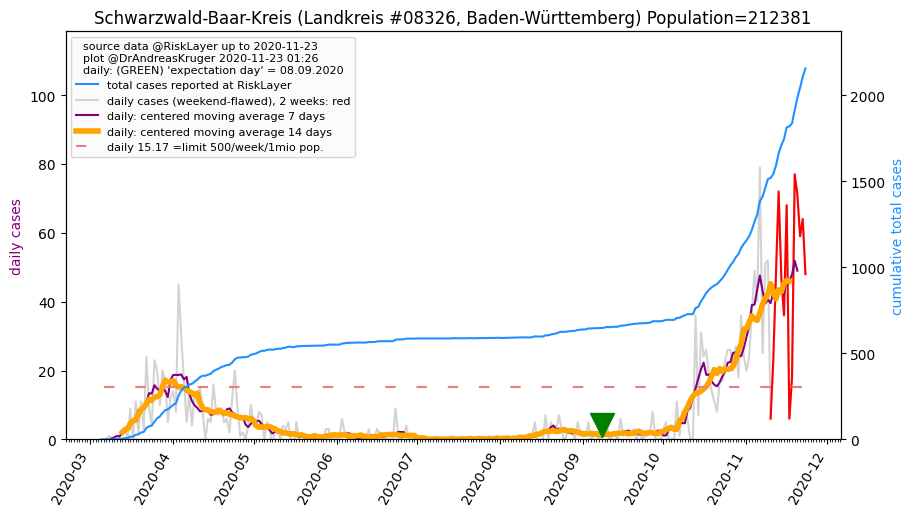 Schwarzwald-Baar-Kreis (Landkreis #08326, Baden-Württemberg) Population=212381
source data @RiskLayer up to 2020-11-23
plot @DrAndreasKruger 2020-11-23 01:26
daily: (GREEN) 'expectation day' = 08.09.2020
total cases reported at RiskLayer
daily cases (weekend-flawed), 2 weeks: red
daily: centered moving average 7 days
daily: centered moving average 14 days
daily 15.17 =limit 500/week/1mio pop.
daily cases
100
80
60
40
20
0
cumulative total cases
2000
1500
1000
500
0
2020-03
2020-04
2020-05
2020-06
2020-07
2020-08
2020-09
2020-10
2020-11
2020-12